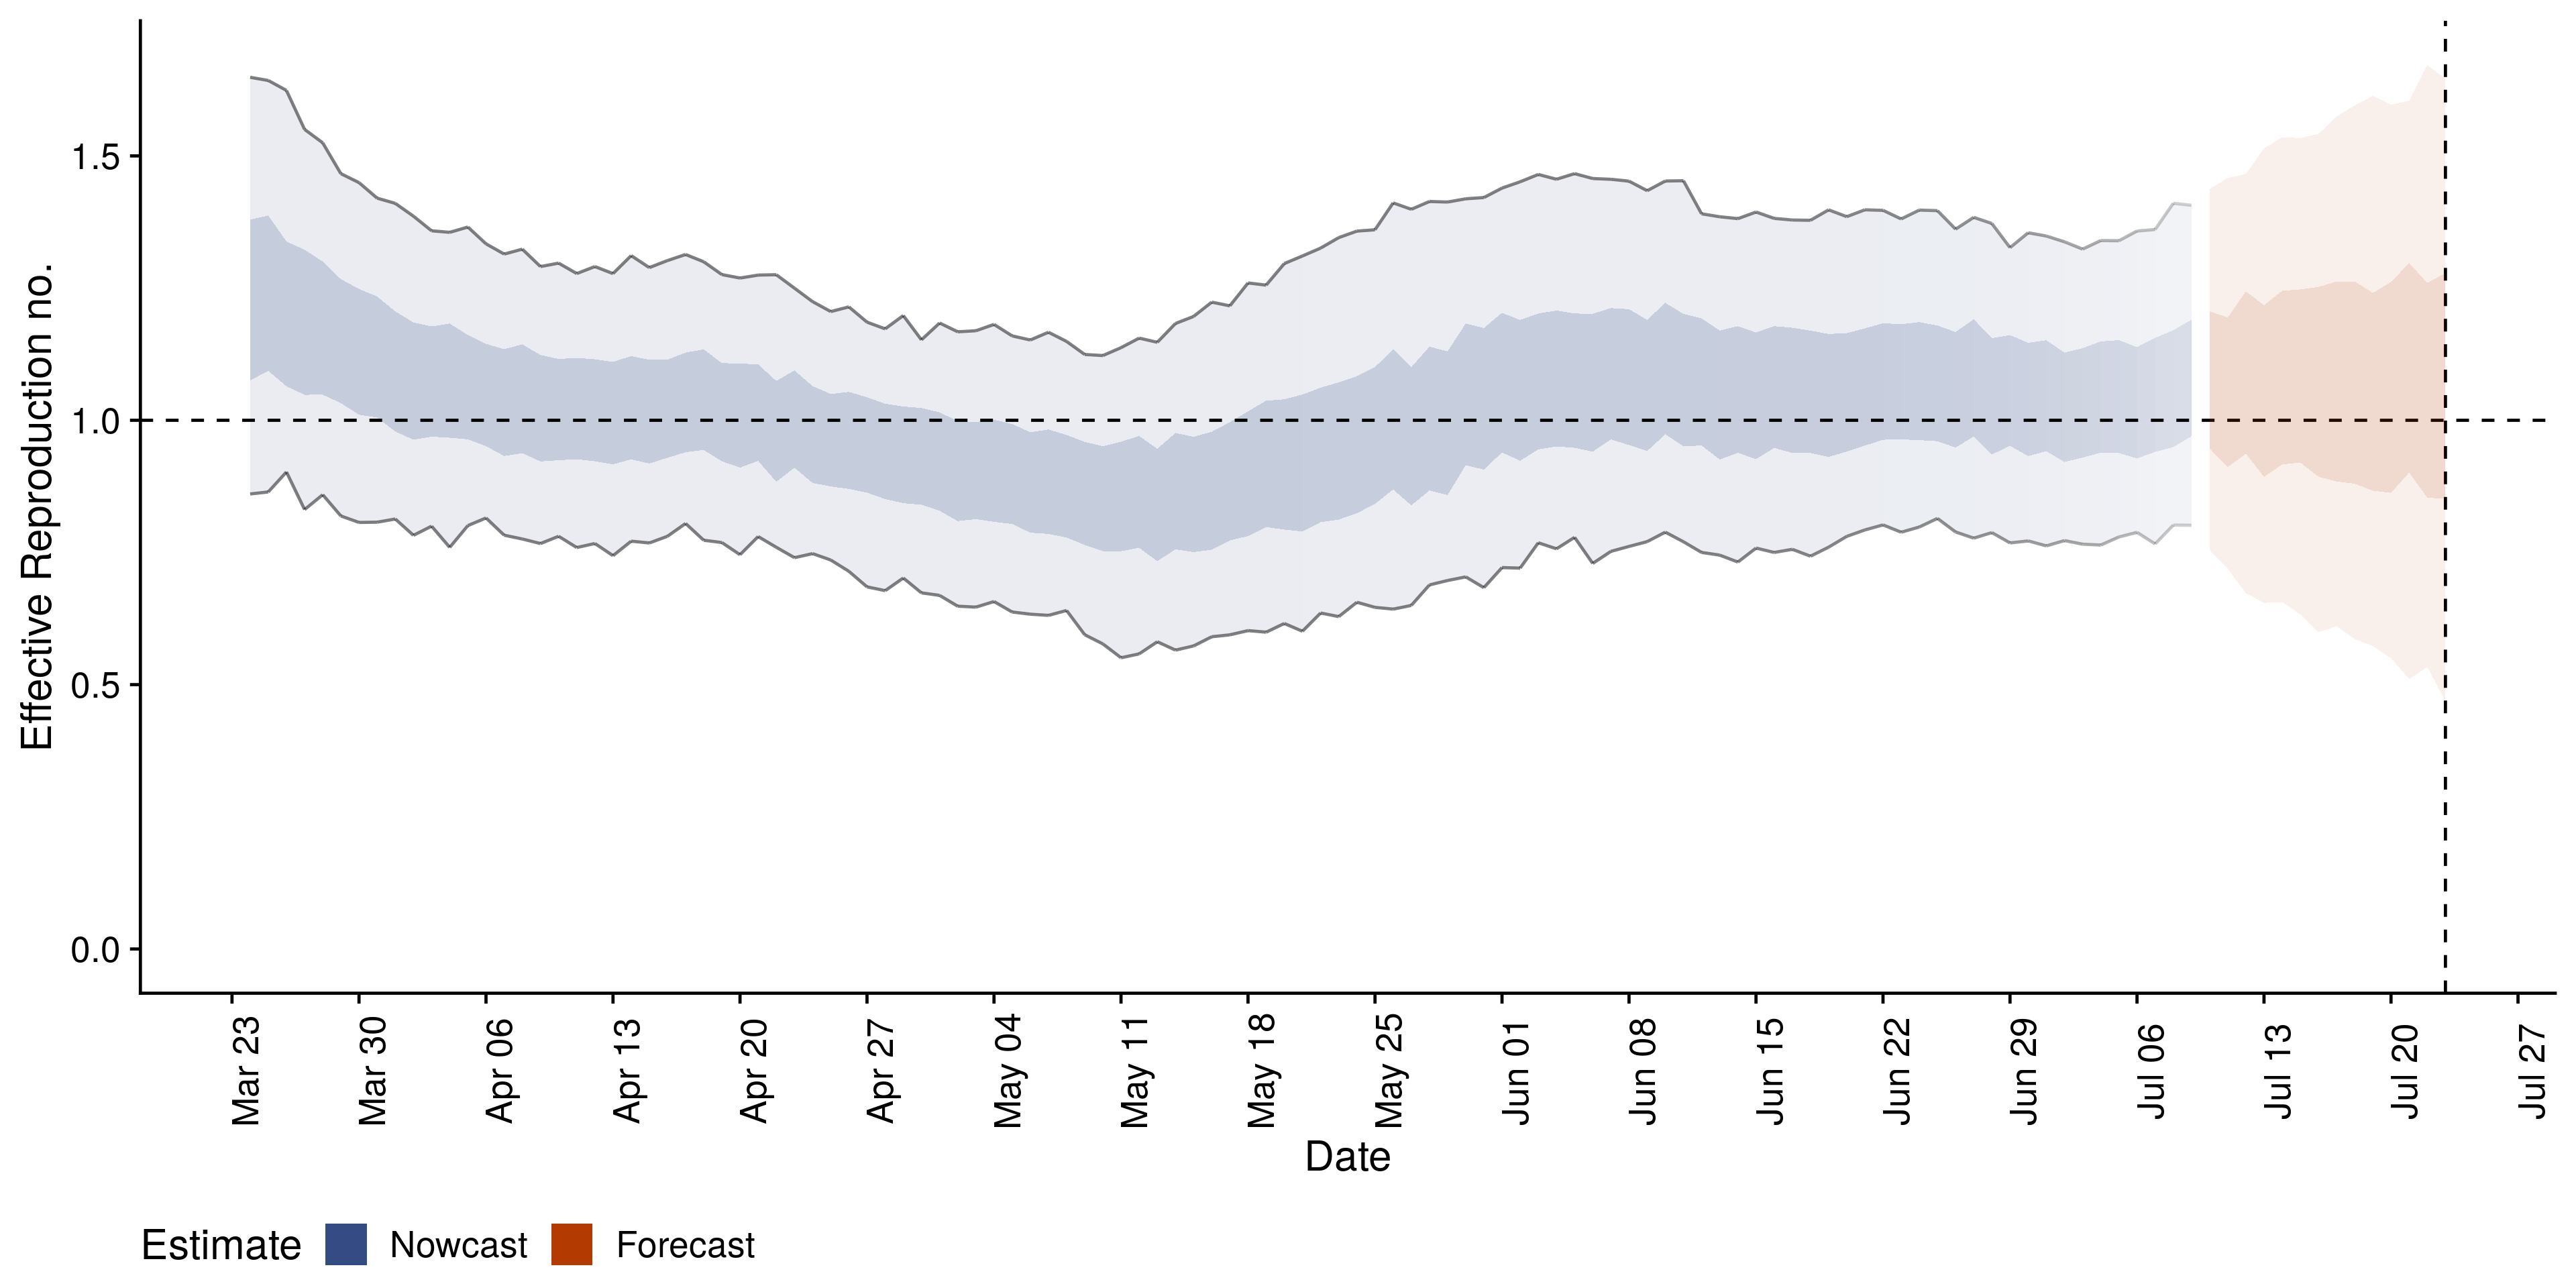 Effective Reproduction no.
1.5
1.0
0.5
0.0
Mar 23
Mar 30
Apr 06
Apr 13
Apr 20
Apr 27
May 04
May 11
May 18
May 25
Jun 01
Jun 08
Jun 15
Jun 22
Jun 29
Jul 06
Jul 13
Jul 20
Jul 27
Date
Estimate Nowcast Forecast